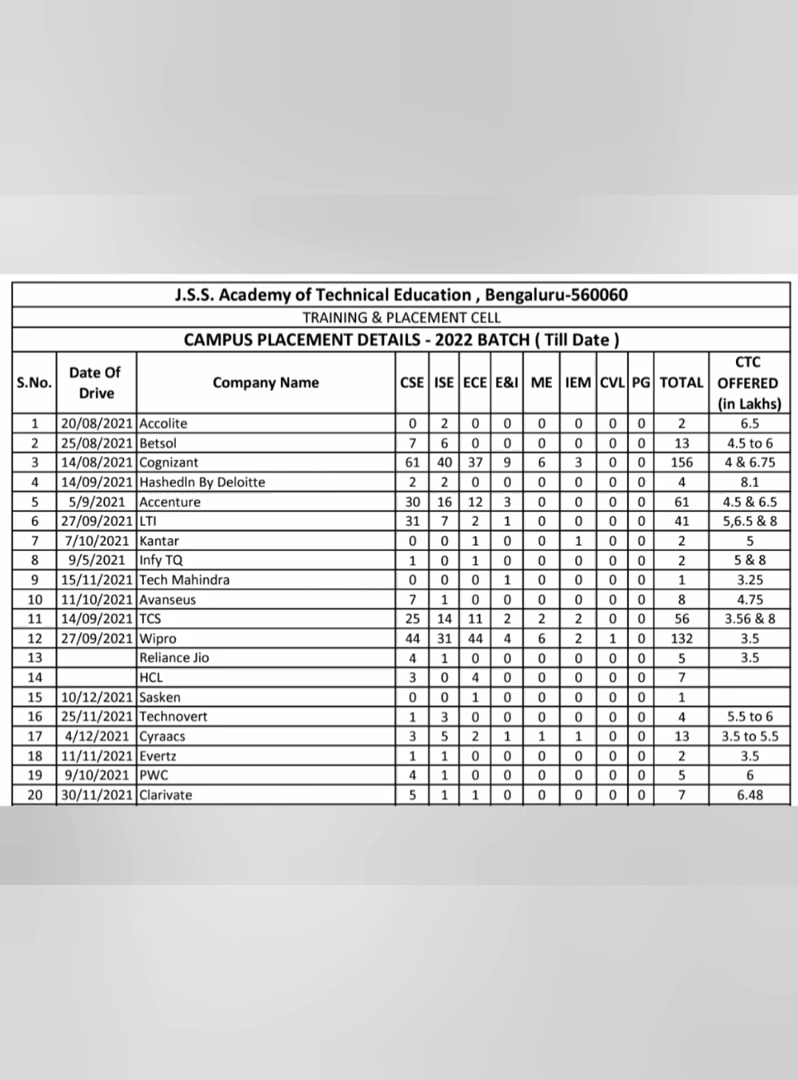 J.S.S. Academy of Technical Education , Bengaluru-560060
TRAINING & PLACEMENT CELL
CAMPUS PLACEMENT DETAILS - 2022 BATCH ( Till Date )
S.No. Date Of Drive Company Name CSE ISE ECE E&I ME IEM CVL PG TOTAL CTC OFFERED (in Lakhs)
1 20/08/2021 Accolite 0 2 0 0 0 0 0 0 2 6.5
2 25/08/2021 Betsol 7 6 0 0 0 0 0 0 13 4.5 to 6
3 14/08/2021 Cognizant 61 40 37 9 6 3 0 0 156 4 & 6.75
4 14/09/2021 HashedIn By Deloitte 2 2 0 0 0 0 0 0 4 8.1
5 5/9/2021 Accenture 30 16 12 3 0 0 0 0 61 4.5 & 6.5
6 27/09/2021 LTI 31 7 2 1 0 0 0 0 41 5,6.5 & 8
7 7/10/2021 Kantar 0 0 1 0 0 1 0 0 2 5
8 9/5/2021 Infy TQ 1 0 1 0 0 0 0 0 2 5 & 8
9 15/11/2021 Tech Mahindra 0 0 0 1 0 0 0 0 1 3.25
10 11/10/2021 Avanseus 7 1 0 0 0 0 0 0 8 4.75
11 14/09/2021 TCS 25 14 11 2 2 2 0 0 56 3.56 & 8
12 27/09/2021 Wipro 44 31 44 4 6 2 1 0 132 3.5
13 Reliance Jio 4 1 0 0 0 0 0 0 5 3.5
14 HCL 3 0 4 0 0 0 0 0 7
15 10/12/2021 Sasken 0 0 1 0 0 0 0 0 1
16 25/11/2021 Technovert 1 3 0 0 0 0 0 0 4 5.5 to 6
17 4/12/2021 Cyraacs 3 5 2 1 1 1 0 0 13 3.5 to 5.5
18 11/11/2021 Evertz 1 1 0 0 0 0 0 0 2 3.5
19 9/10/2021 PWC 4 1 0 0 0 0 0 0 5 6
20 30/11/2021 Clarivate 5 1 1 0 0 0 0 0 7 6.48